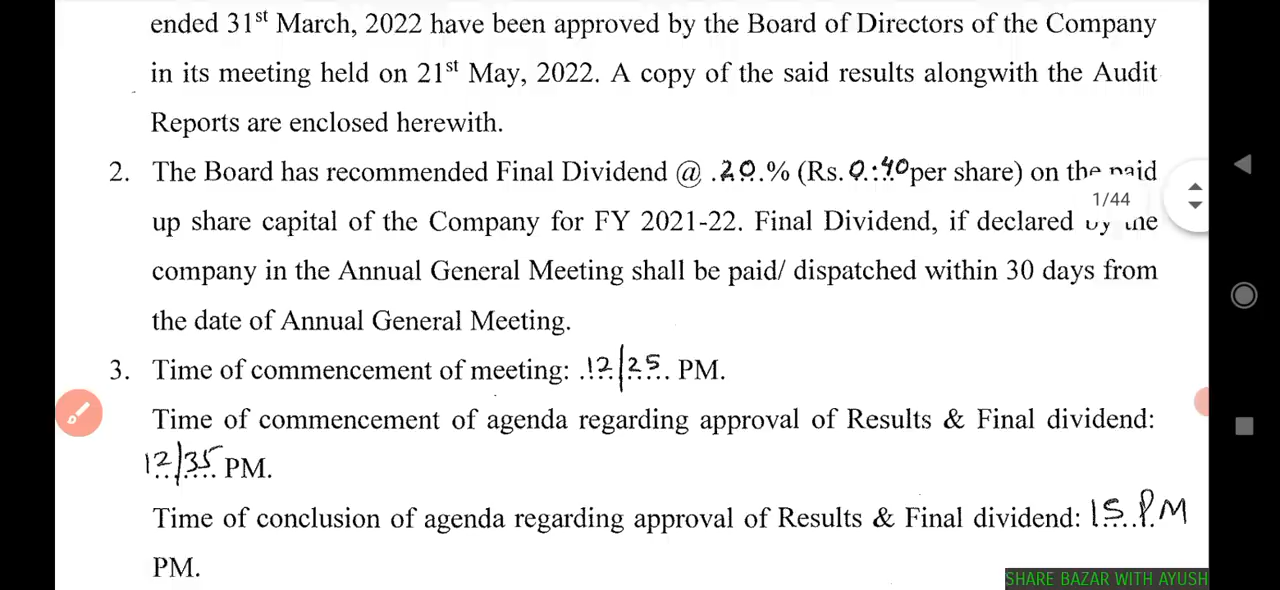 ended 31st March, 2022 have been approved by the Board of Directors of the Company
in its meeting held on 21st May, 2022. A copy of the said results alongwith the Audit
Reports are enclosed herewith.
2. The Board has recommended Final Dividend @ .20.% (Rs. 0.:40 per share) on the paid
1/44
up share capital of the Company for FY 2021-22. Final Dividend, if declared by the
company in the Annual General Meeting shall be paid/ dispatched within 30 days from
the date of Annual General Meeting.
3. Time of commencement of meeting: .12/25. PM.
Time of commencement of agenda regarding approval of Results & Final dividend:
12/35 PM.
Time of conclusion of agenda regarding approval of Results & Final dividend: 15..PM
PM.
SHARE BAZAR WITH AYUSH